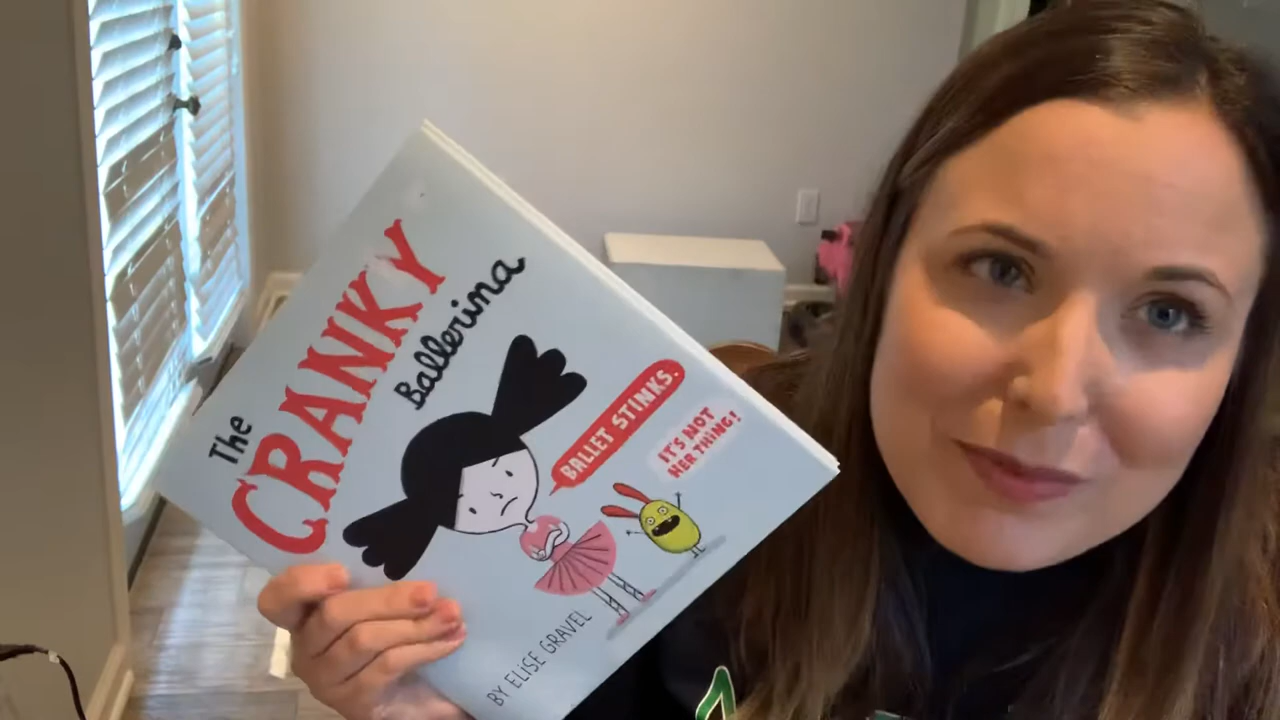 The
CRANKY
Ballerina
BALLET STINKS.
IT'S NOT
HER THING!
BY ELISE GRAVEL